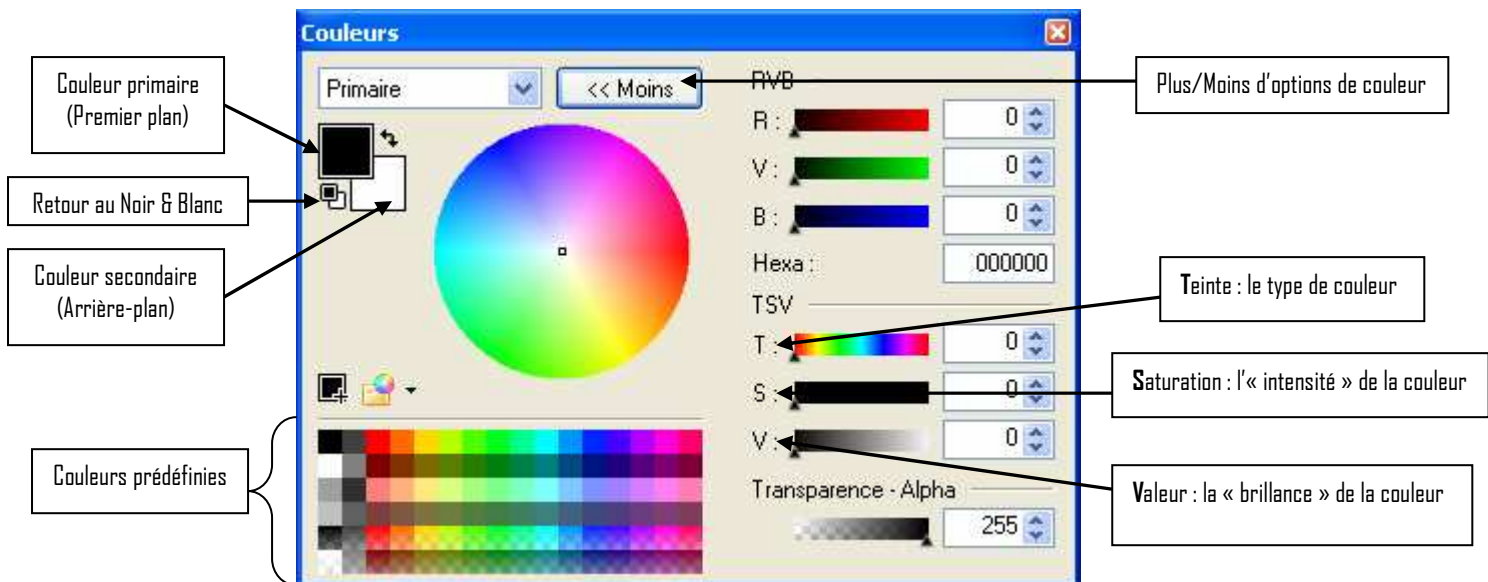 Couleurs
Couleur primaire
(Premier plan)
Retour au Noir & Blanc
Couleur secondaire
(Arrière-plan)
Couleurs prédéfinies
Primaire
<< Moins
RVB
R : 0
V : 0
B : 0
Hexa : 000000
TSV
T : 0
S : 0
V : 0
Transparence - Alpha
255
Plus/Moins d'options de couleur
Teinte : le type de couleur
Saturation : l'« intensité » de la couleur
Valeur : la « brillance » de la couleur